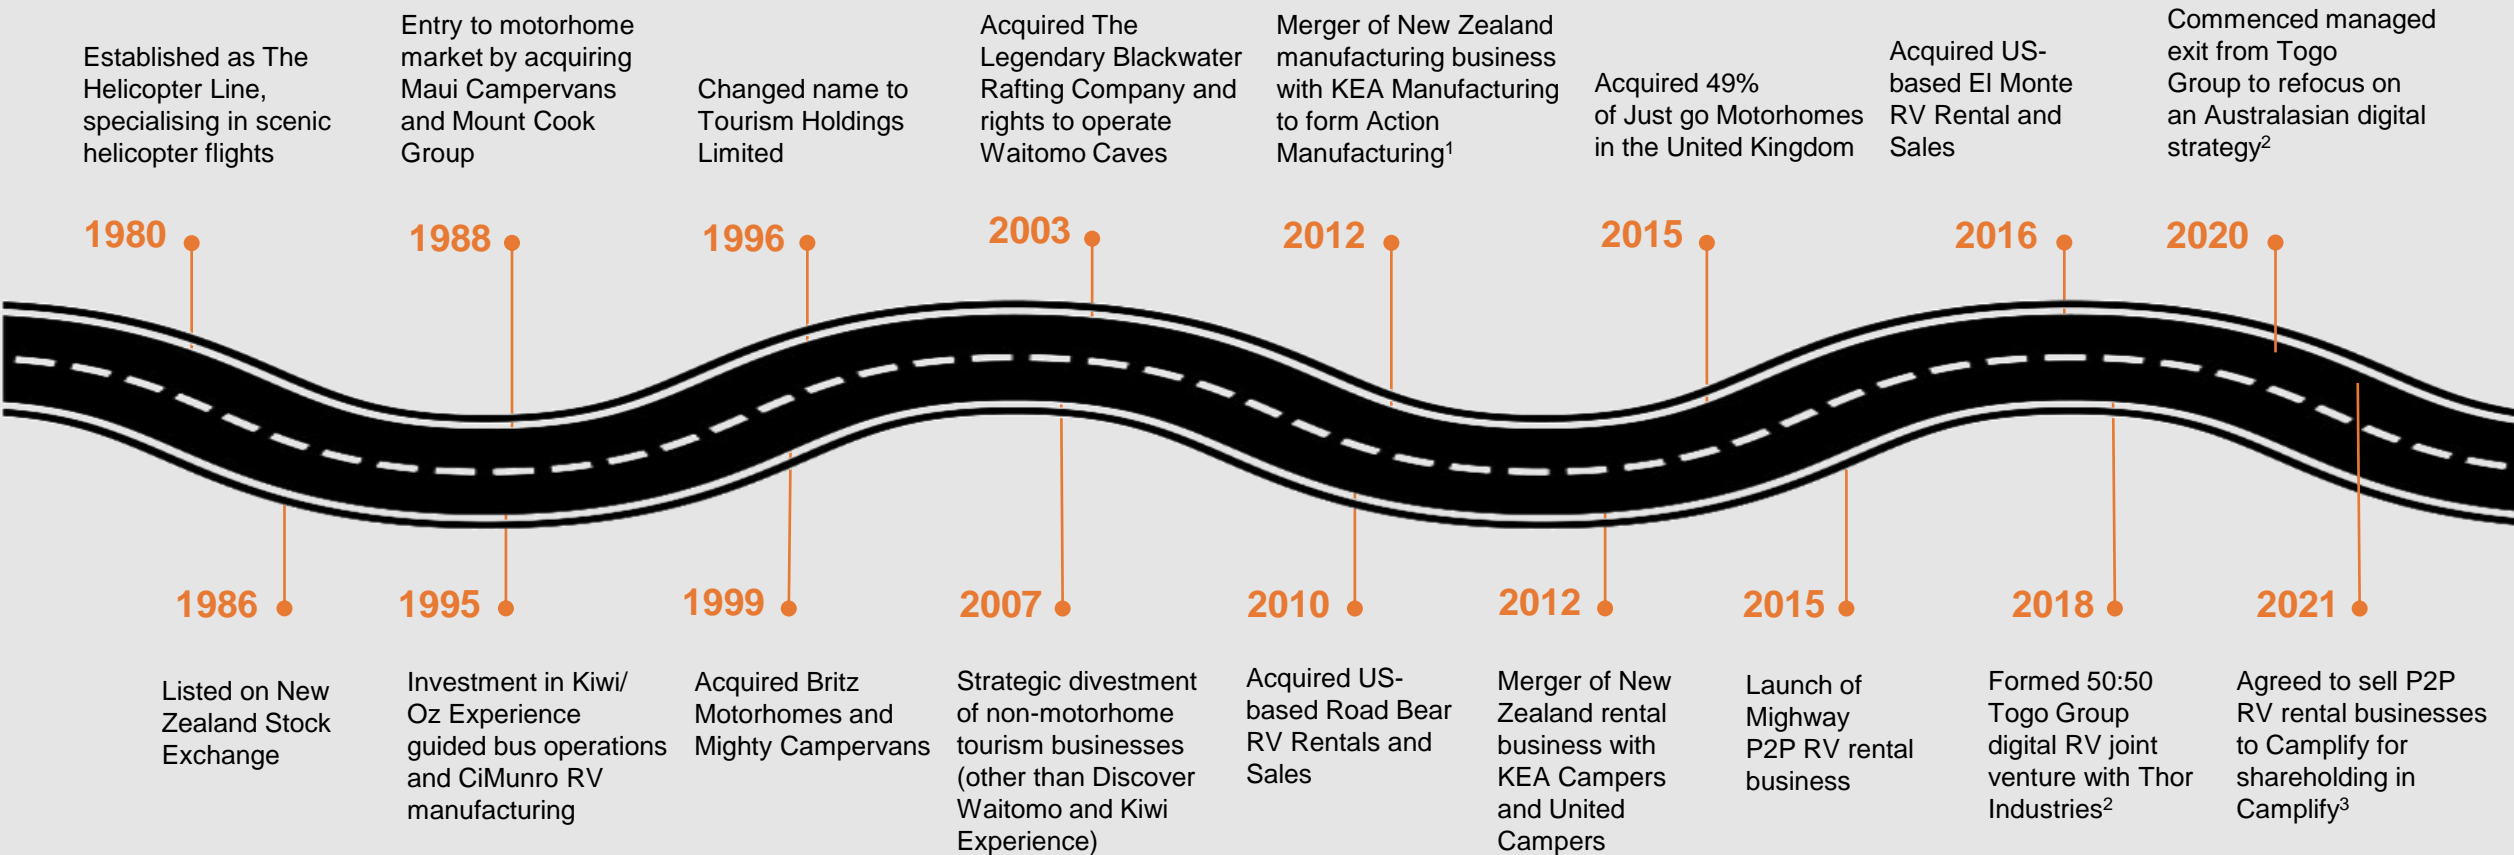 Established as The
Helicopter Line,
specialising in scenic
helicopter flights
1980
Entry to motorhome
market by acquiring
Maui Campervans
and Mount Cook
Group
1988
Changed name to
Tourism Holdings
Limited
1996
Acquired The
Legendary Blackwater
Rafting Company and
rights to operate
Waitomo Caves
2003
Merger of New Zealand
manufacturing business
with KEA Manufacturing
to form Action
Manufacturing¹
2012
Acquired 49%
of Just go Motorhomes
in the United Kingdom
2015
Acquired US-
based El Monte
RV Rental and
Sales
2016
Commenced managed
exit from Togo
Group to refocus on
an Australasian digital
strategy²
2020
1986
Listed on New
Zealand Stock
Exchange
1995
Investment in Kiwi/
Oz Experience
guided bus operations
and CiMunro RV
manufacturing
1999
Acquired Britz
Motorhomes and
Mighty Campervans
2007
Strategic divestment
of non-motorhome
tourism businesses
(other than Discover
Waitomo and Kiwi
Experience)
2010
Acquired US-
based Road Bear
RV Rentals and
Sales
2012
Merger of New
Zealand rental
business with
KEA Campers
and United
Campers
2015
Launch of
Mighway
P2P RV rental
business
2018
Formed 50:50
Togo Group
digital RV joint
venture with Thor
Industries²
2021
Agreed to sell P2P
RV rental businesses
to Camplify for
shareholding in
Camplify³